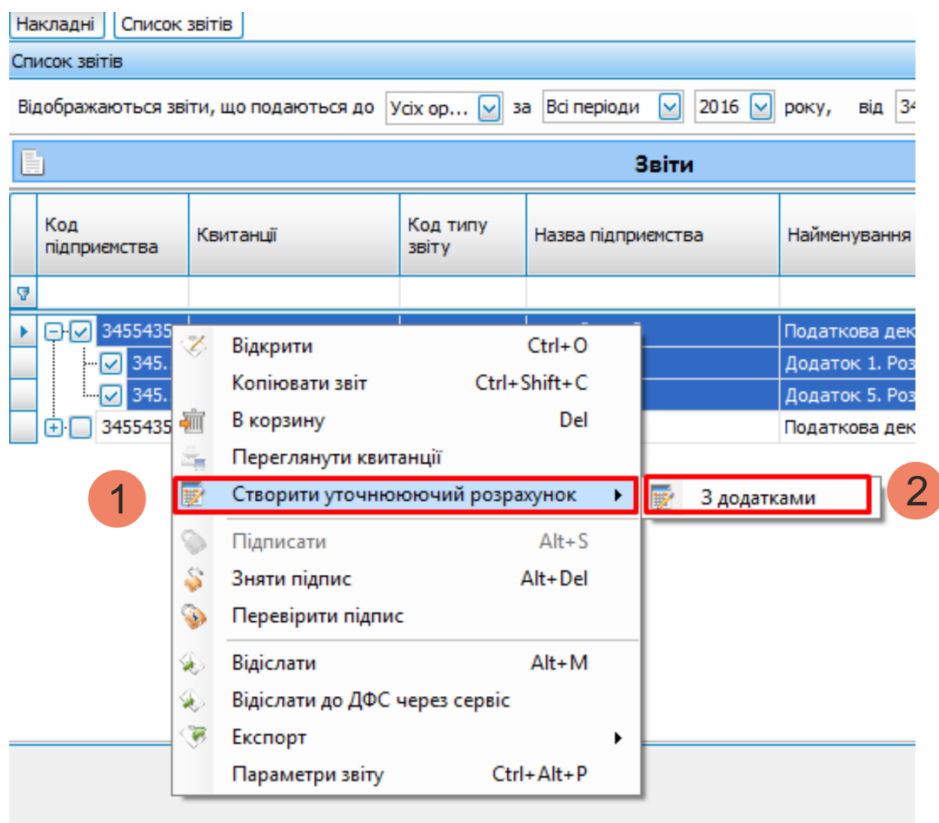 Накладні Список звітів
Список звітів
Відображаються звіти, що подаються до Усіх ор... за Всі періоди 2016 року, від 34
Звіти
Код підприємства Квитанції Код типу звіту Назва підприємства Найменування
3455435 Податкова дек
345. Додаток 1. Роз
345. Додаток 5. Роз
3455435 Податкова дек
Відкрити Ctrl+O
Копіювати звіт Ctrl+Shift+C
В корзину Del
Переглянути квитанції
1 Створити уточнюоючий розрахунок З додатками 2
Підписати Alt+S
Зняти підпис Alt+Del
Перевірити підпис
Відіслати Alt+M
Відіслати до ДФС через сервіс
Експорт
Параметри звіту Ctrl+Alt+P